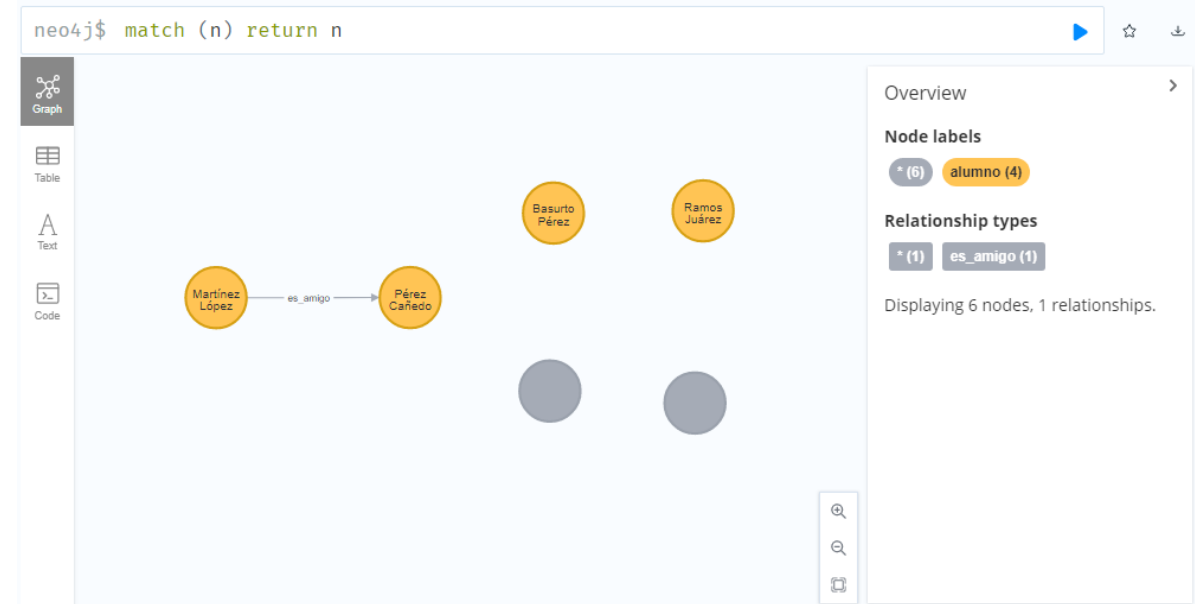 neo4j$ match (n) return n
Graph
Table
Text
Code
Martínez
López
es_amigo
Pérez
Cañedo
Basurto
Pérez
Ramos
Juárez
Overview
Node labels
* (6) alumno (4)
Relationship types
* (1) es_amigo (1)
Displaying 6 nodes, 1 relationships.